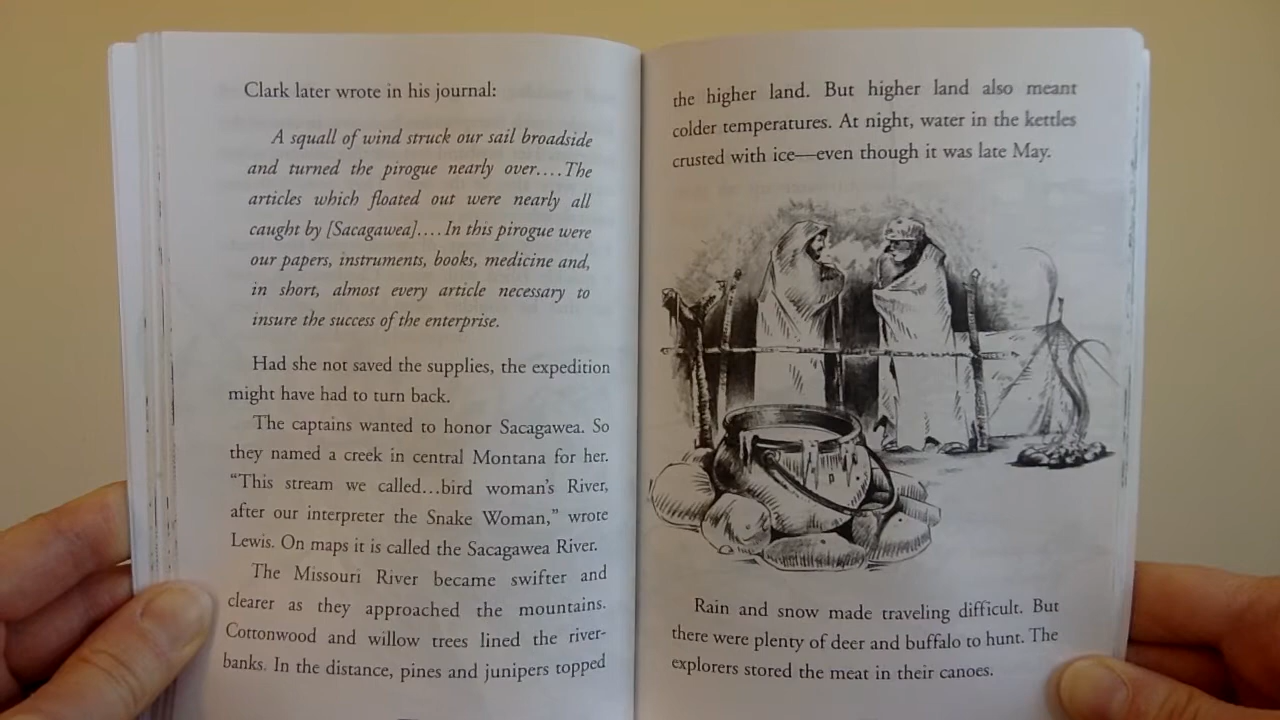 Clark later wrote in his journal:
A squall of wind struck our sail broadside
and turned the pirogue nearly over....The
articles which floated out were nearly all
caught by [Sacagawea]....In this pirogue were
our papers, instruments, books, medicine and,
in short, almost every article necessary to
insure the success of the enterprise.
Had she not saved the supplies, the expedition
might have had to turn back.
The captains wanted to honor Sacagawea. So
they named a creek in central Montana for her.
“This stream we called...bird woman’s River,
after our interpreter the Snake Woman,” wrote
Lewis. On maps it is called the Sacagawea River.
The Missouri River became swifter and
clearer as they approached the mountains.
Cottonwood and willow trees lined the river-
banks. In the distance, pines and junipers topped
the higher land. But higher land also meant
colder temperatures. At night, water in the kettles
crusted with ice—even though it was late May.
Rain and snow made traveling difficult. But
there were plenty of deer and buffalo to hunt. The
explorers stored the meat in their canoes.